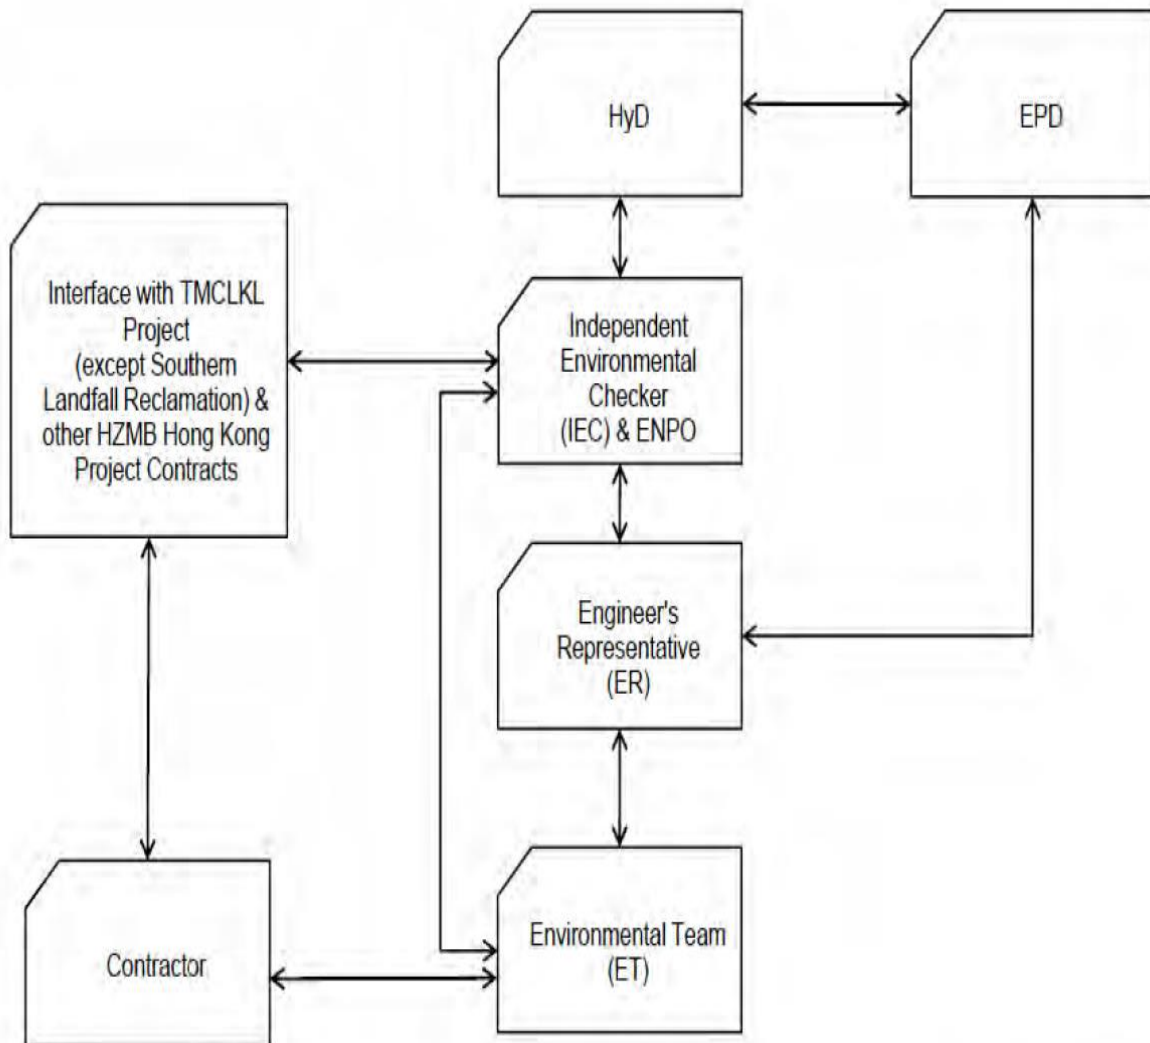 HyD
EPD
Interface with TMCLKL
Project
(except Southern
Landfall Reclamation) &
other HZMB Hong Kong
Project Contracts
Independent
Environmental
Checker
(IEC) & ENPO
Engineer's
Representative
(ER)
Contractor
Environmental Team
(ET)